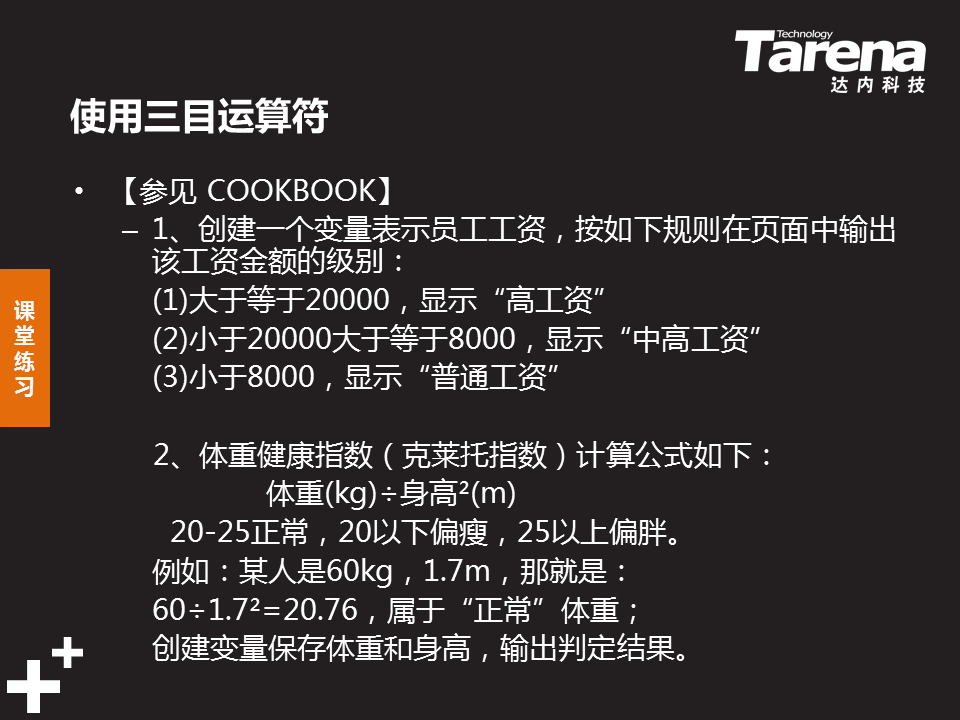 Technology
Tarena
达内科技
使用三目运算符
• 【参见 COOKBOOK】
– 1、创建一个变量表示员工工资，按如下规则在页面中输出
该工资金额的级别：
(1)大于等于20000，显示“高工资”
(2)小于20000大于等于8000，显示“中高工资”
(3)小于8000，显示“普通工资”
课
堂
练
习
2、体重健康指数（克莱托指数）计算公式如下：
体重(kg)÷身高²(m)
20-25正常，20以下偏瘦，25以上偏胖。
例如：某人是60kg，1.7m，那就是：
60÷1.7²=20.76，属于“正常”体重；
创建变量保存体重和身高，输出判定结果。